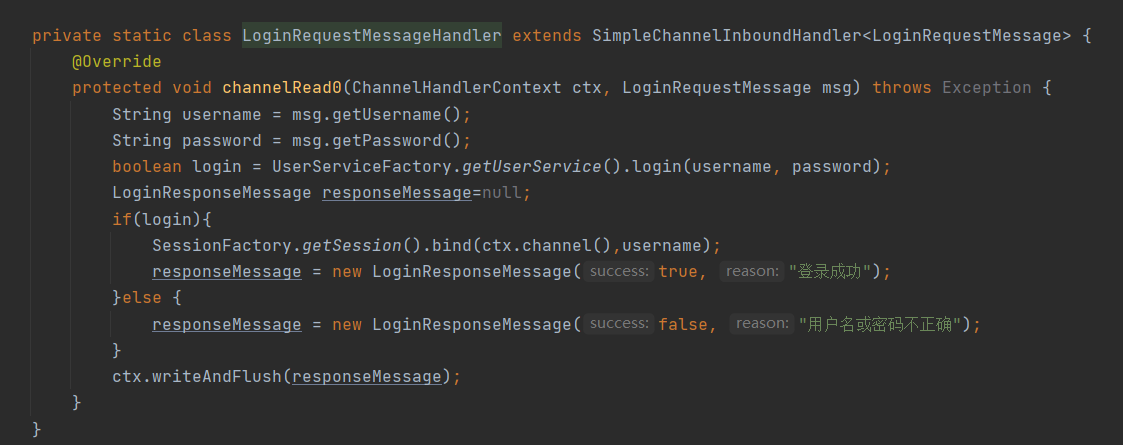 private static class LoginRequestMessageHandler extends SimpleChannelInboundHandler<LoginRequestMessage> {
@Override
protected void channelRead0(ChannelHandlerContext ctx, LoginRequestMessage msg) throws Exception {
String username = msg.getUsername();
String password = msg.getPassword();
boolean login = UserServiceFactory.getUserService().login(username, password);
LoginResponseMessage responseMessage=null;
if(login){
SessionFactory.getSession().bind(ctx.channel(),username);
responseMessage = new LoginResponseMessage( success: true, reason: "登录成功");
}else {
responseMessage = new LoginResponseMessage( success: false, reason: "用户名或密码不正确");
}
ctx.writeAndFlush(responseMessage);
}
}